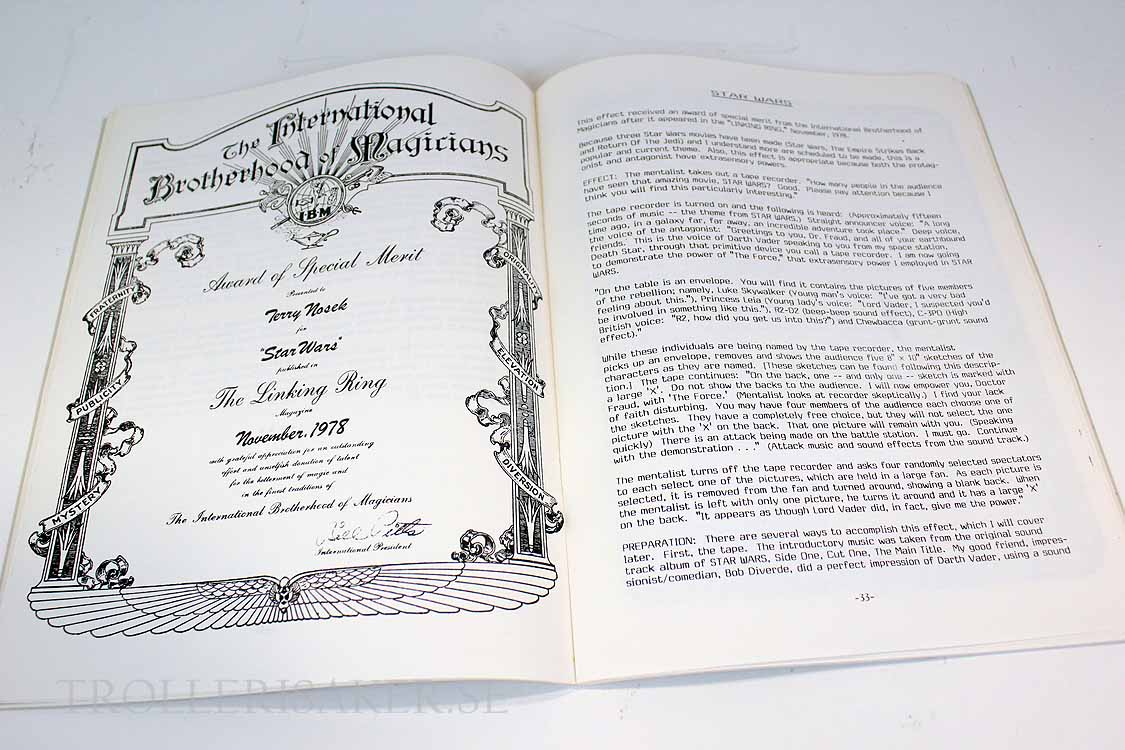 The International
Brotherhood of Magicians
IBM
FRATERNITY
PUBLICITY
MYSTERY
ORIGINALITY
ELEVATION
DIVERSION
Award of Special Merit
Presented to
Terry Nosek
for
"Star Wars"
published in
The Linking Ring
Magazine
November, 1978
with grateful appreciation for an outstanding
effort and unselfish donation of talent
for the betterment of magic and
in the finest traditions of
The International Brotherhood of Magicians
International President
STAR WARS
This effect received an award of special merit from the International Brotherhood of
Magicians after it appeared in the "LINKING RING," November, 1978.
Because three Star Wars movies have been made (Star Wars, The Empire Strikes Back
and Return Of The Jedi) and I understand more are scheduled to be made, this is a
popular and current theme. Also, this effect is appropriate because both the protag-
onist and antagonist have extrasensory powers.
EFFECT: The mentalist takes out a tape recorder. "How many people in the audience
have seen that amazing movie, STAR WARS? Good. Please pay attention because I
think you will find this particularly interesting."
The tape recorder is turned on and the following is heard: (Approximately fifteen
seconds of music -- the theme from STAR WARS.) Straight announcer voice: "A long
time ago, in a galaxy far, far away, an incredible adventure took place." Deep voice,
the voice of the antagonist: "Greetings to you, Dr. Fraud, and all of your earthbound
friends. This is the voice of Darth Vader speaking to you from my space station,
Death Star, through that primitive device you call a tape recorder. I am now going
to demonstrate the power of "The Force," that extrasensory power I employed in STAR
WARS.
"On the table is an envelope. You will find it contains the pictures of five members
of the rebellion; namely, Luke Skywalker (Young man's voice: "I've got a very bad
feeling about this."), Princess Leia (Young lady's voice: "Lord Vader, I suspected you'd
be involved in something like this."), R2-D2 (beep-beep sound effect), C-3PO (High
British voice: "R2, how did you get us into this?") and Chewbacca (grunt-grunt sound
effect)."
While these individuals are being named by the tape recorder, the mentalist
picks up an envelope, removes and shows the audience five 8" x sketches of the
characters as they are named. (These sketches can be found following this descrip-
tion.) The tape continues: "On the back, one -- and only one -- sketch is marked with
a large 'X'. Do not show the backs to the audience. I will now empower you, Doctor
Fraud, with 'The Force.' (Mentalist looks at recorder skeptically.) I find your lack
of faith disturbing. You may have four members of the audience each choose one of
the sketches. They have a completely free choice, but they will not select the one
picture with the 'X' on the back. That one picture will remain with you. (Speaking
quickly) There is an attack being made on the battle station. I must go. Continue
with the demonstration . . ." (Attack music and sound effects from the sound track.)
The mentalist turns off the tape recorder and asks four randomly selected spectators
to each select one of the pictures, which are held in a large fan. As each picture is
selected, it is removed from the fan and turned around, showing a blank back. When
the mentalist is left with only one picture, he turns it around and it has a large 'X'
on the back. "It appears as though Lord Vader did, in fact, give me the power."
PREPARATION: There are several ways to accomplish this effect, which I will cover
later. First, the tape. The introductory music was taken from the original sound
track album of STAR WARS, Side One, Cut One, The Main Title. My good friend, impres-
sionist/comedian, Bob Diverde, did a perfect impression of Darth Vader, using a sound
-33-
TROLLERISAKER.SE